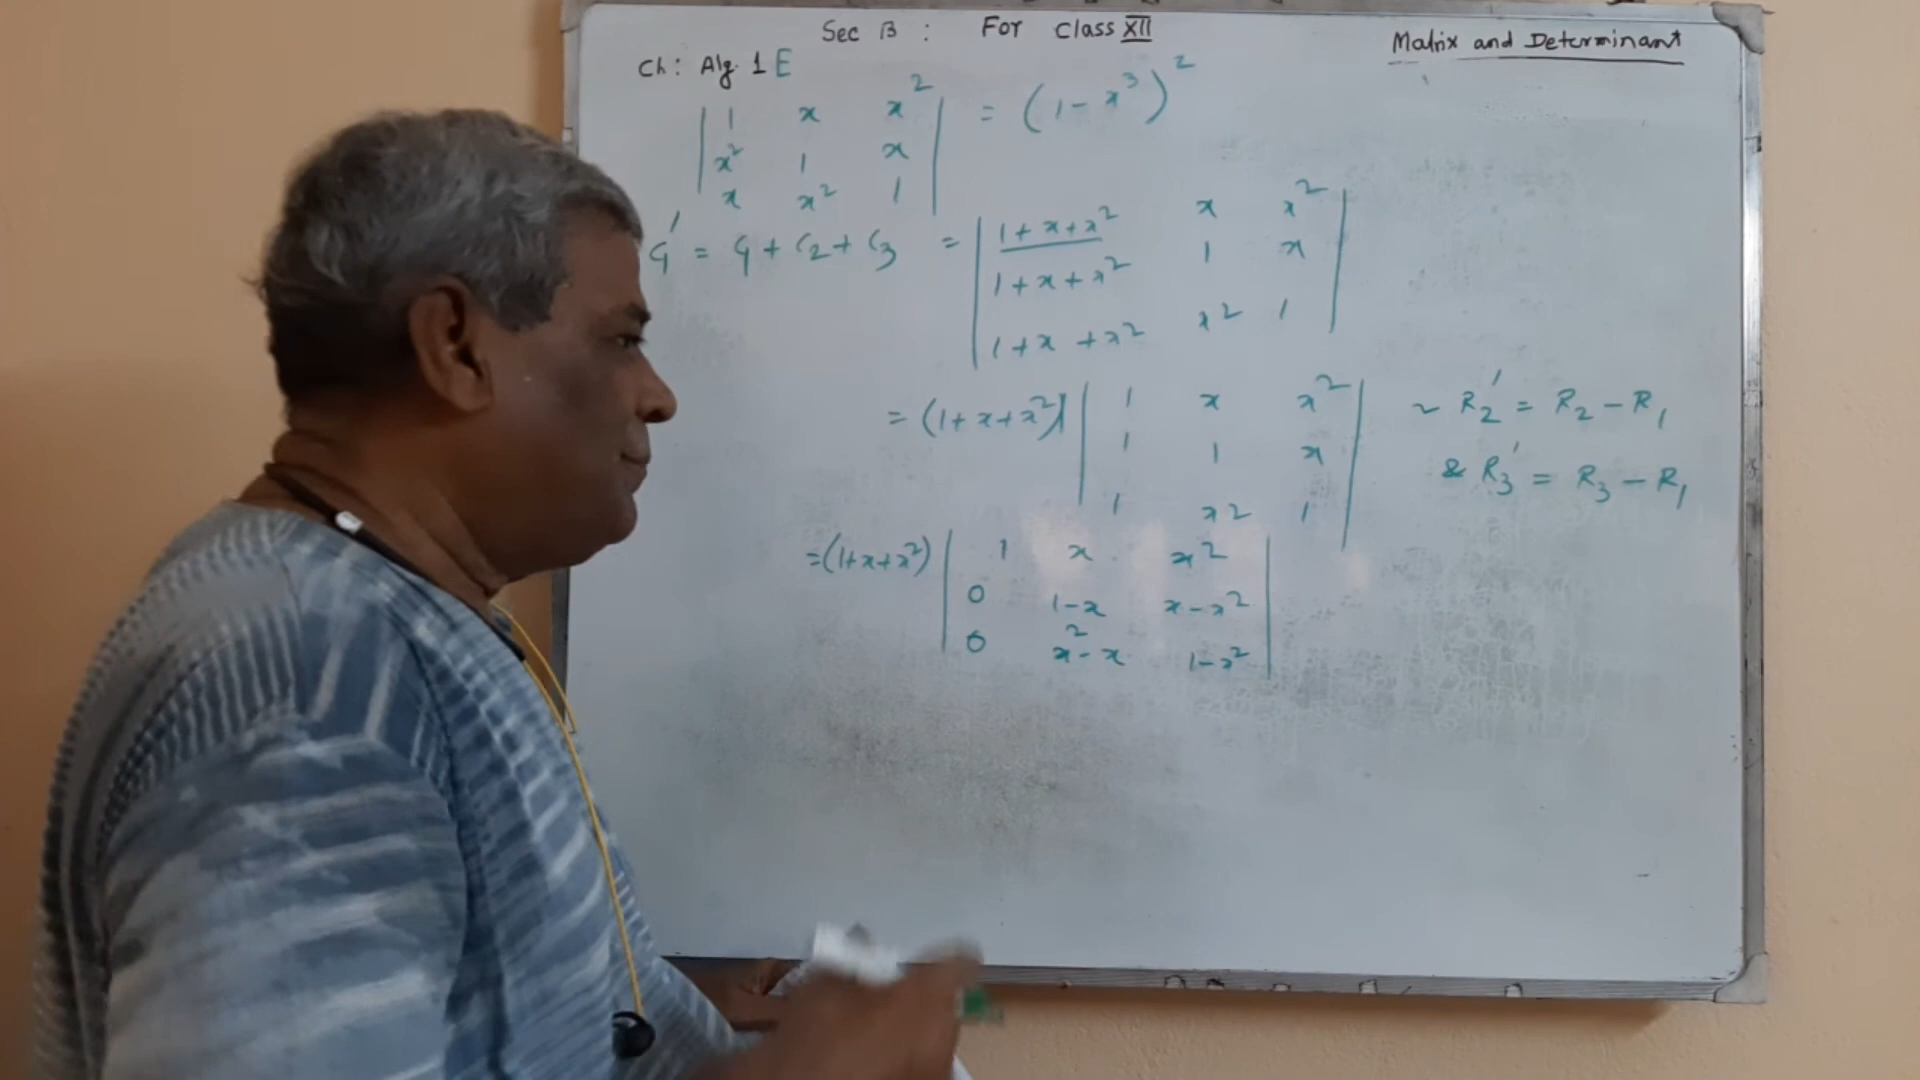 Sec B : For Class XII
Matrix and Determinant
Ch : Alg. 1 E
| 1 x x² |
| x² 1 x | = (1 - x³)²
| x x² 1 |
C₁' = C₁ + C₂ + C₃ = | 1 + x + x² x x² |
| 1 + x + x² 1 x |
| 1 + x + x² x² 1 |
= (1 + x + x²) | 1 x x² | ~ R₂' = R₂ - R₁
| 1 1 x | & R₃' = R₃ - R₁
| 1 x² 1 |
= (1 + x + x²) | 1 x x² |
| 0 1 - x x - x² |
| 0 x² - x 1 - x² |